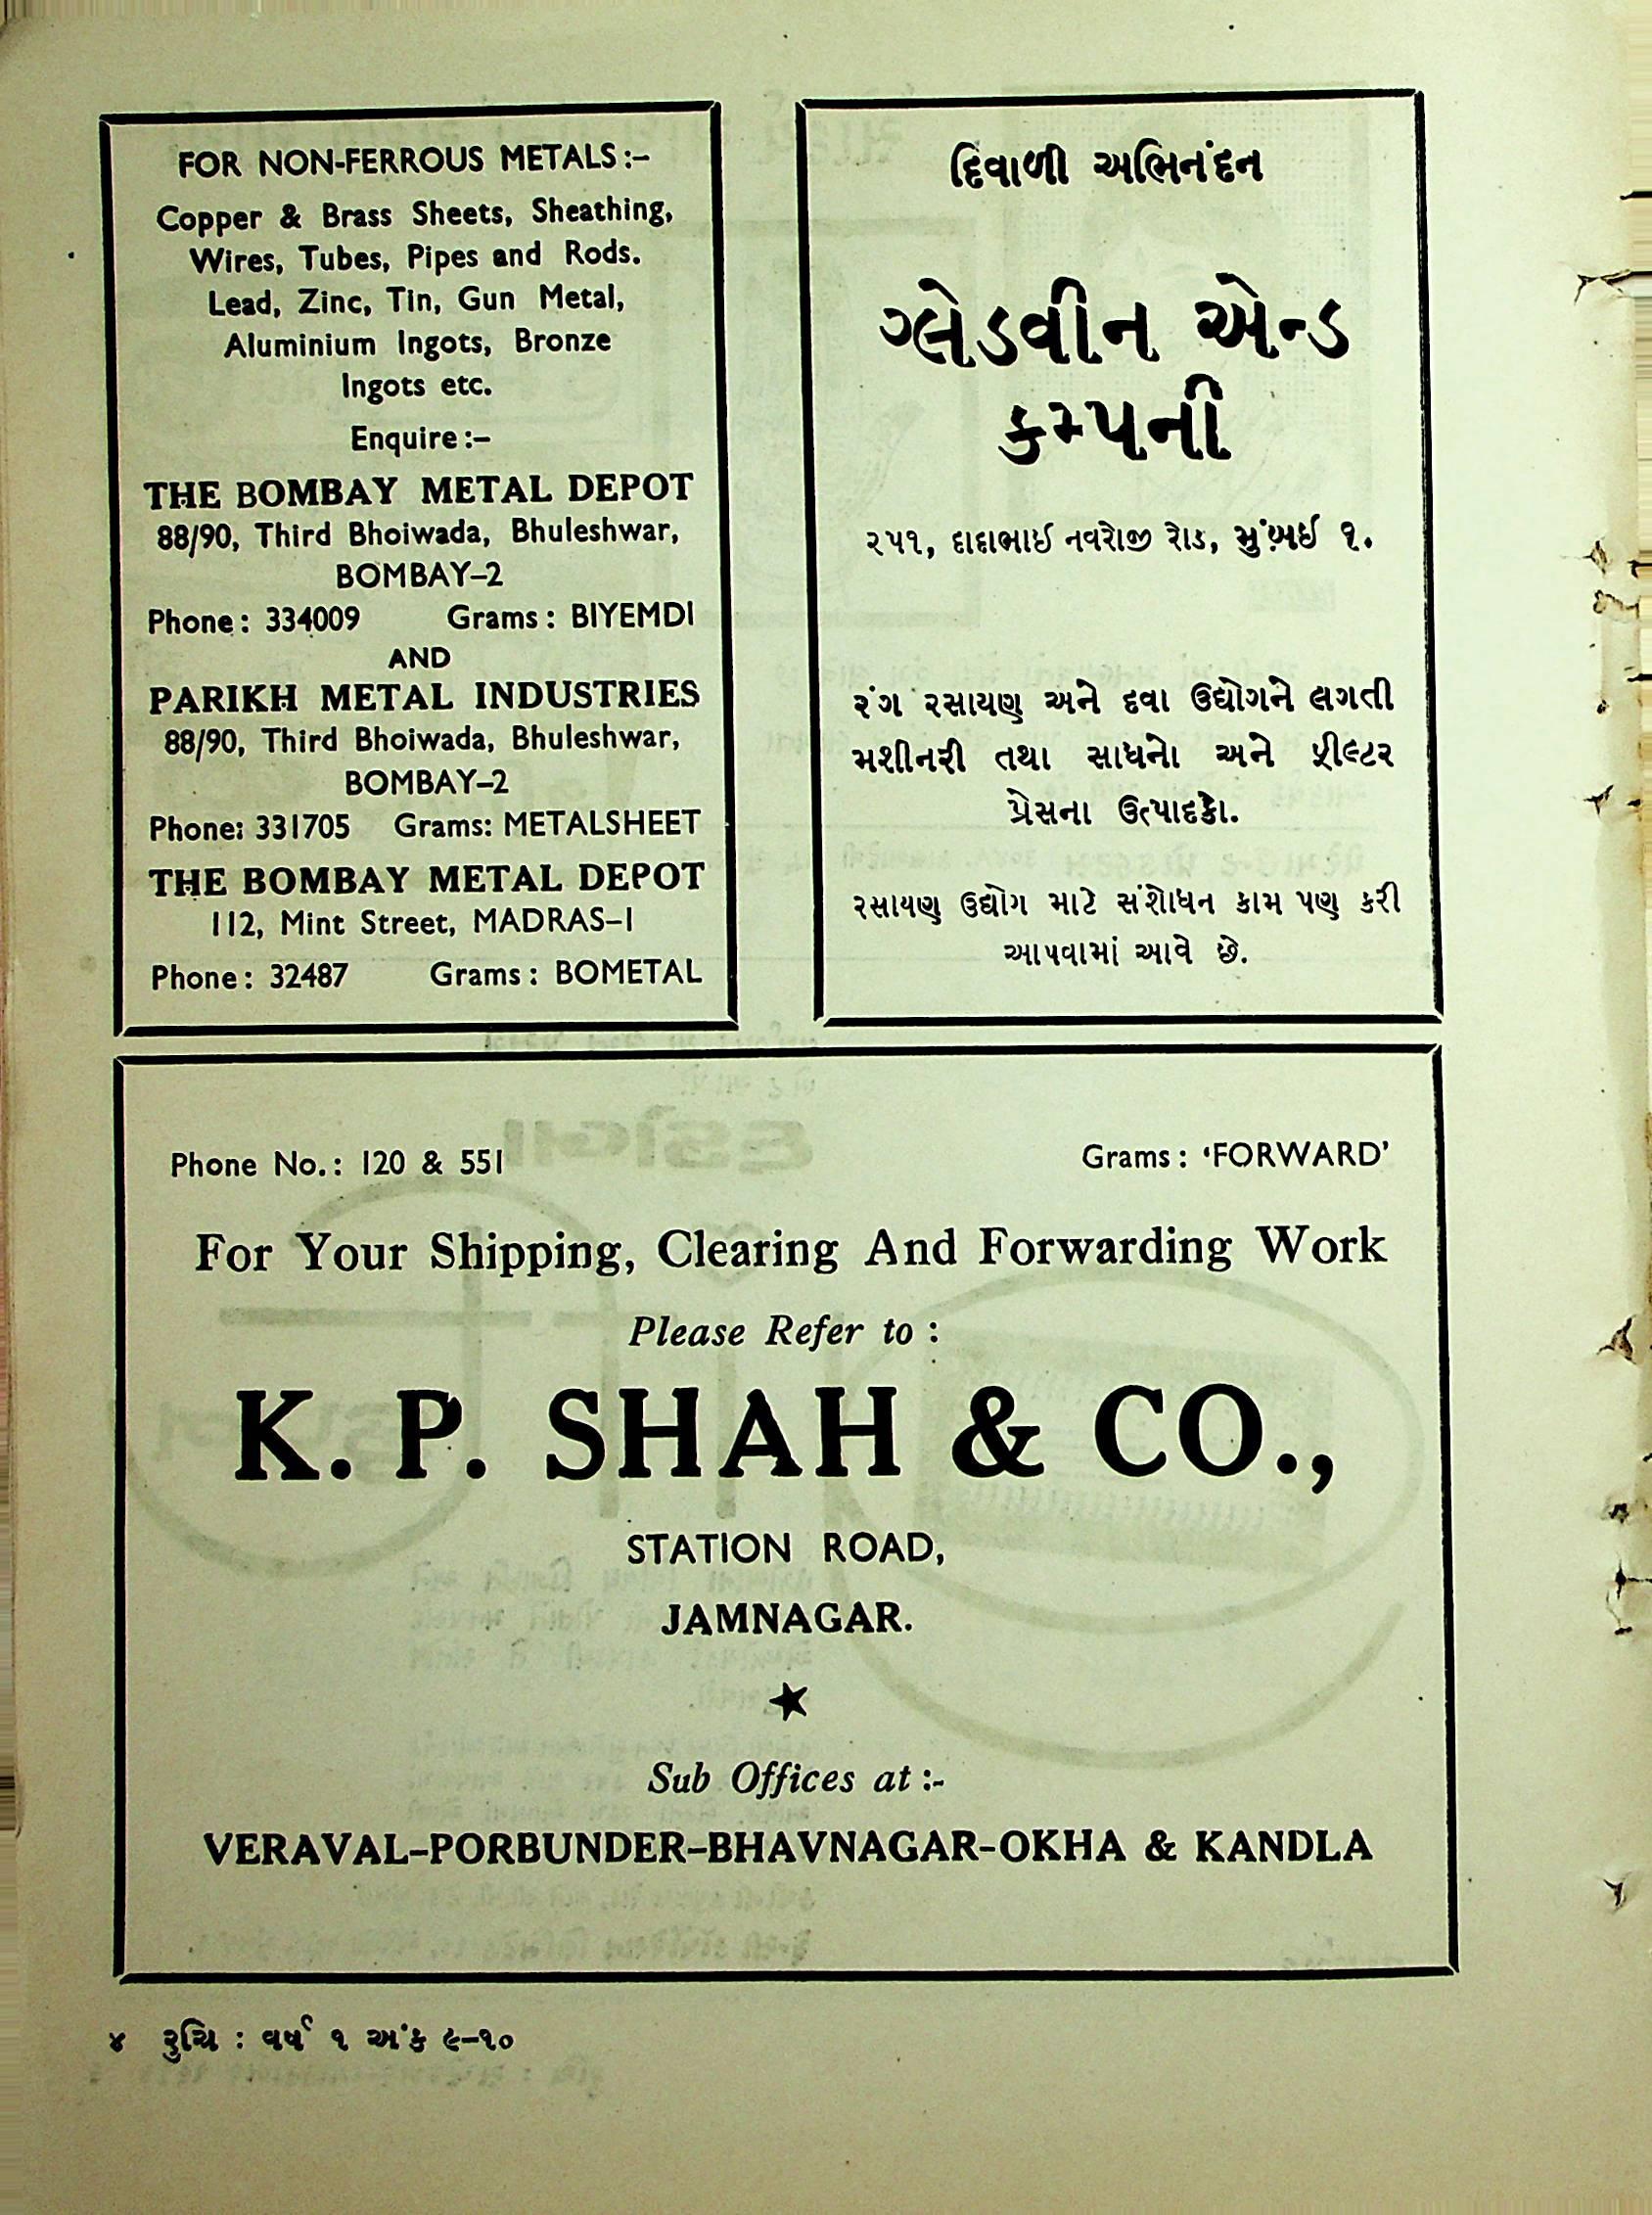 FOR NON-FERROUS METALS :–
Copper & Brass Sheets, Sheathing,
Wires, Tubes, Pipes and Rods.
Lead, Zinc, Tin, Gun Metal,
Aluminium Ingots, Bronze
Ingots etc.
Enquire :–
THE BOMBAY METAL DEPOT
88/90, Third Bhoiwada, Bhuleshwar,
BOMBAY–2
Phone : 334009 Grams : BIYEMDI
AND
PARIKH METAL INDUSTRIES
88/90, Third Bhoiwada, Bhuleshwar,
BOMBAY–2
Phone: 331705 Grams: METALSHEET
THE BOMBAY METAL DEPOT
112, Mint Street, MADRAS–1
Phone : 32487 Grams : BOMETAL
દિવાળી અભિનંદન
ગ્લેડવીન એન્ડ
કમ્પની
૨૫૧, દાદાભાઈ નવરોજી રોડ, મુંબઈ ૧.
રંગ રસાયણ અને દવા ઉદ્યોગને લગતી
મશીનરી તથા સાધનો અને ફીલ્ટર
પ્રેસના ઉત્પાદકો.
રસાયણ ઉદ્યોગ માટે સંશોધન કામ પણ કરી
આપવામાં આવે છે.
Phone No. : 120 & 551 Grams : ‘FORWARD’
For Your Shipping, Clearing And Forwarding Work
Please Refer to :
K. P. SHAH & CO.,
STATION ROAD,
JAMNAGAR.
★
Sub Offices at :-
VERAVAL–PORBUNDER–BHAVNAGAR–OKHA & KANDLA
૪ રુચિ : વર્ષ ૧ અંક ૯–૧૦